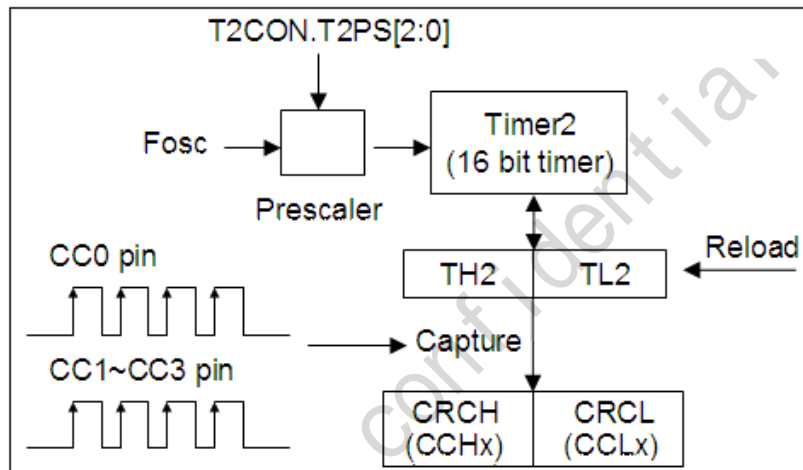 T2CON.T2PS[2:0]
Fosc
Prescaler
Timer2
(16 bit timer)
TH2
TL2
Reload
CC0 pin
Capture
CC1~CC3 pin
CRCH
(CCHx)
CRCL
(CCLx)
confidential